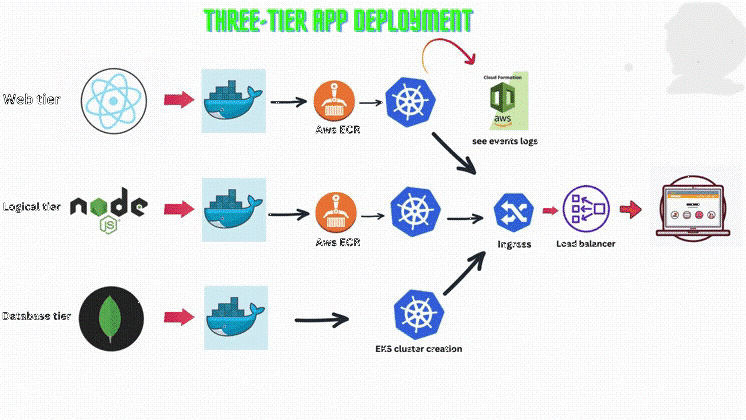 THREE-TIER APP DEPLOYMENT
Cloud Formation
aws
see events logs
Web tier
Aws ECR
Logical tier
node
JS
Aws ECR
Ingress
Load balancer
Database tier
EKS cluster creation